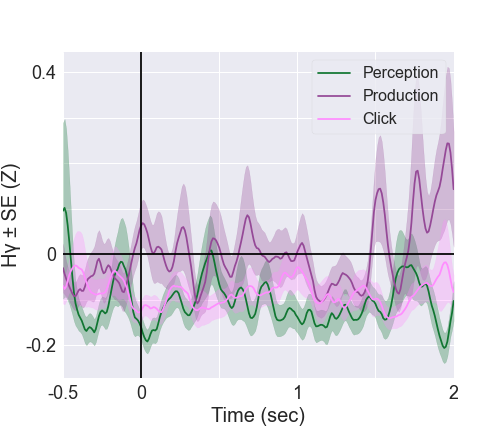 Perception
Production
Click
Hγ ± SE (Z)
0.4
0
-0.2
-0.5
0
1
2
Time (sec)